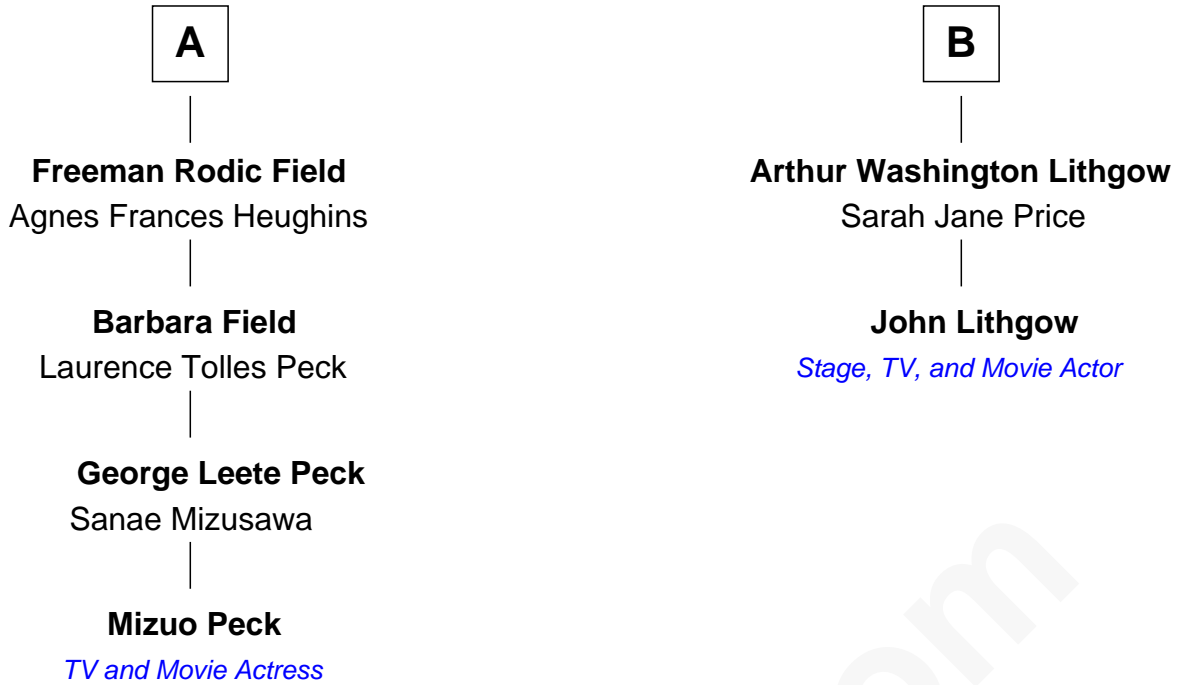 A
Freeman Rodic Field
Agnes Frances Heughins
Barbara Field
Laurence Tolles Peck
George Leete Peck
Sanae Mizusawa
Mizuo Peck
TV and Movie Actress
B
Arthur Washington Lithgow
Sarah Jane Price
John Lithgow
Stage, TV, and Movie Actor
om